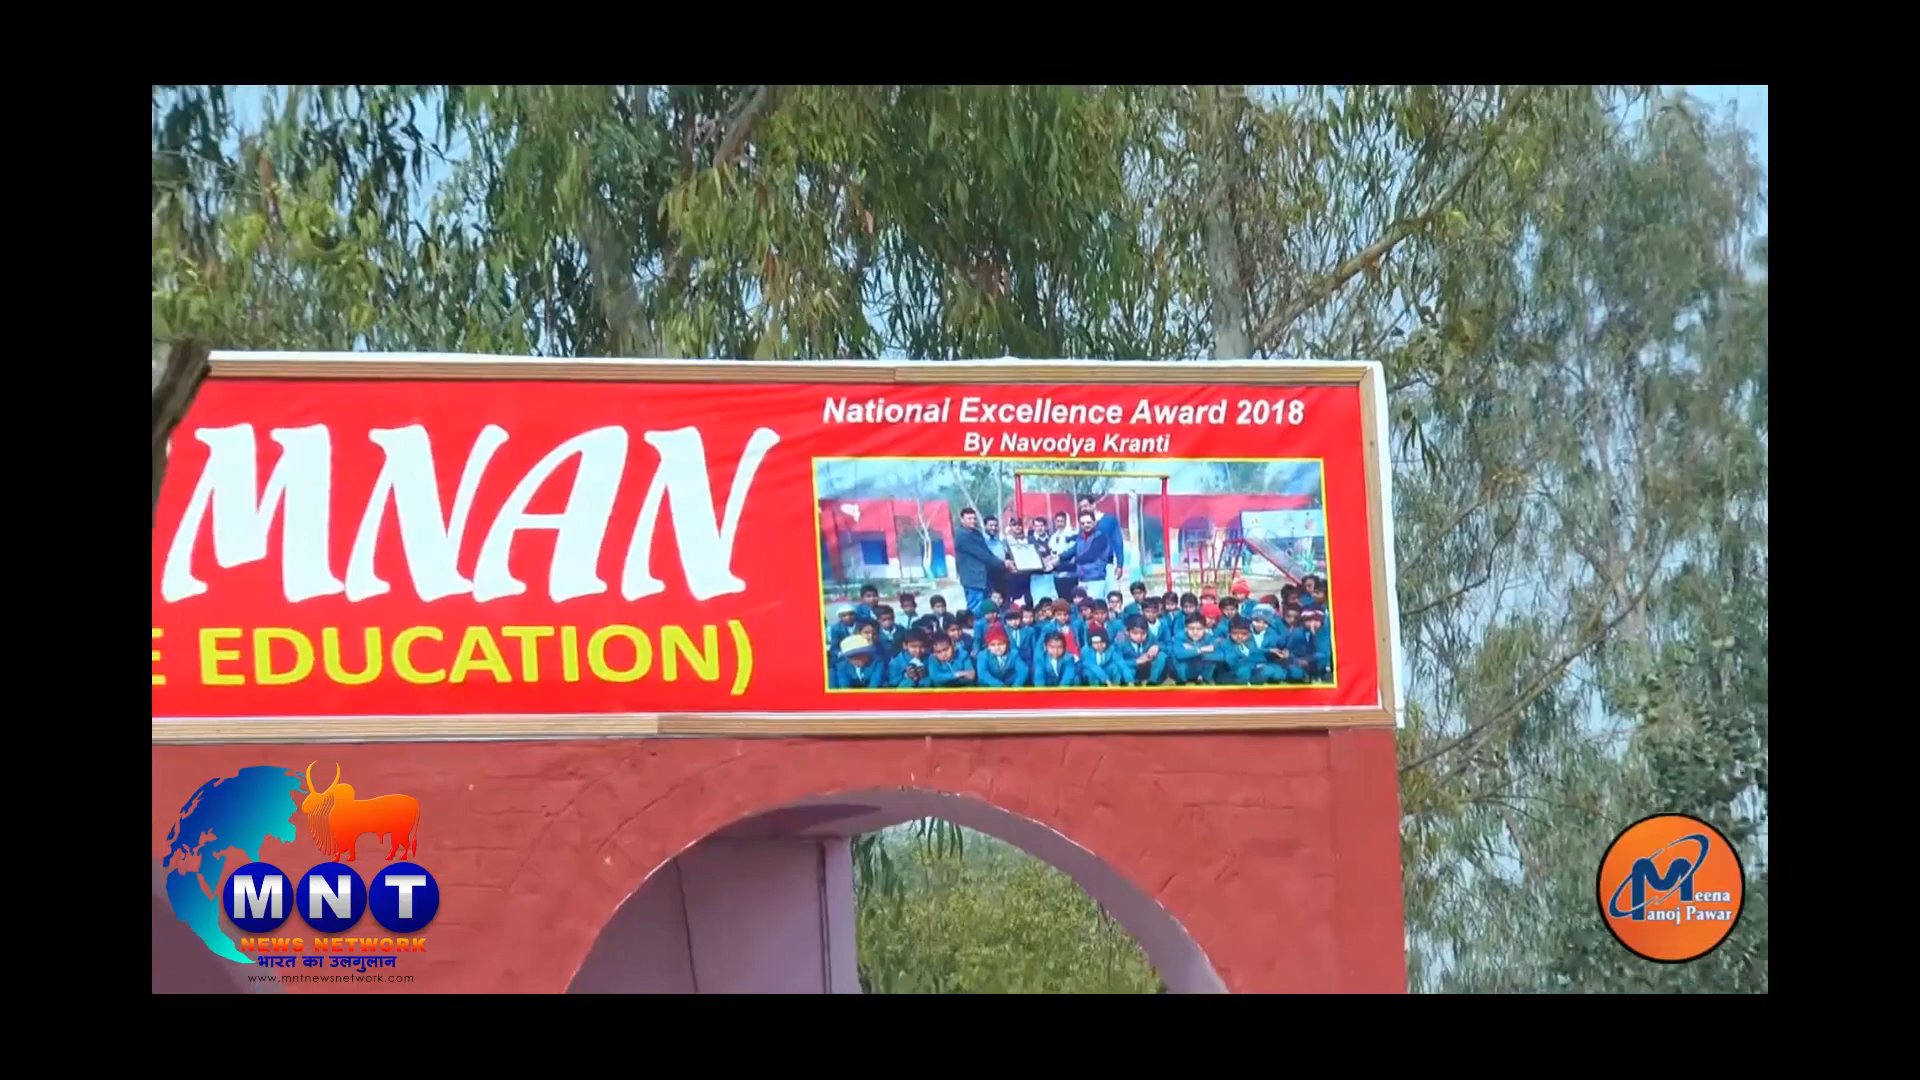 National Excellence Award 2018
By Navodya Kranti
MNAN
E EDUCATION)
MNT
NEWS NETWORK
भारत का उलगुलान
www.mntnewsnetwork.com
Meena
Manoj Pawar